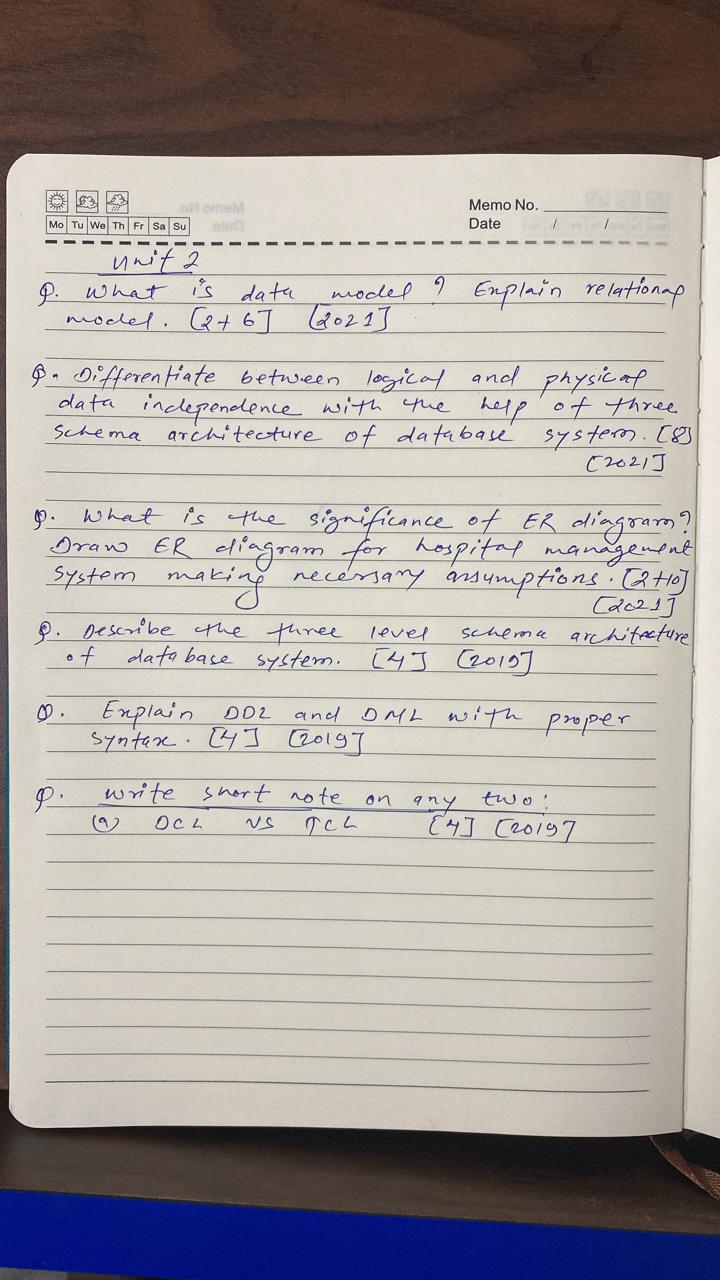 Memo No.
Mo Tu We Th Fr Sa Su
Date / /
Unit 2
Q. What is data model? Explain relational
model. [2+6] [2021]
Q. Differentiate between logical and physical
data independence with the help of three
schema architecture of database system. [8]
[2021]
Q. What is the significance of ER diagram?
Draw ER diagram for hospital management
system making necessary assumptions. [2+10]
[2021]
Q. Describe the three level schema architecture
of database system. [4] [2019]
Q. Explain DDL and DML with proper
syntax. [4] [2019]
Q. Write short note on any two:
(a) DCL VS TCL [4] [2019]